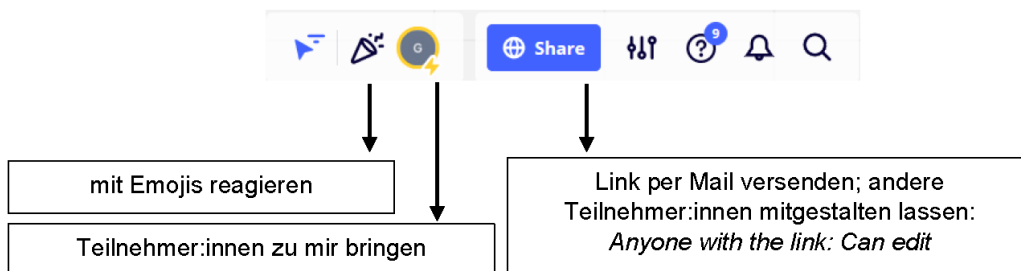 G
Share
9
mit Emojis reagieren
Teilnehmer:innen zu mir bringen
Link per Mail versenden; andere
Teilnehmer:innen mitgestalten lassen:
Anyone with the link: Can edit